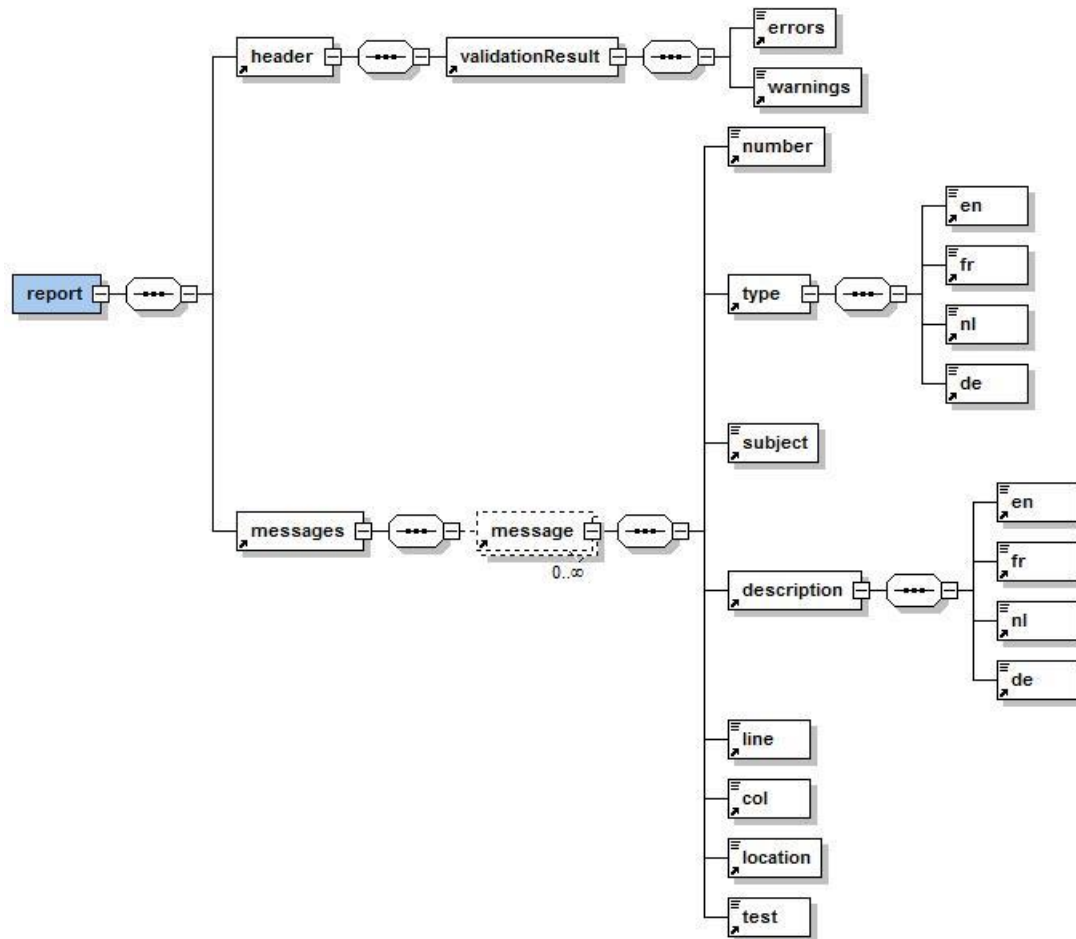 errors
header
validationResult
warnings
number
en
fr
report
type
nl
de
subject
en
messages
message
0..∞
fr
description
nl
de
line
col
location
test